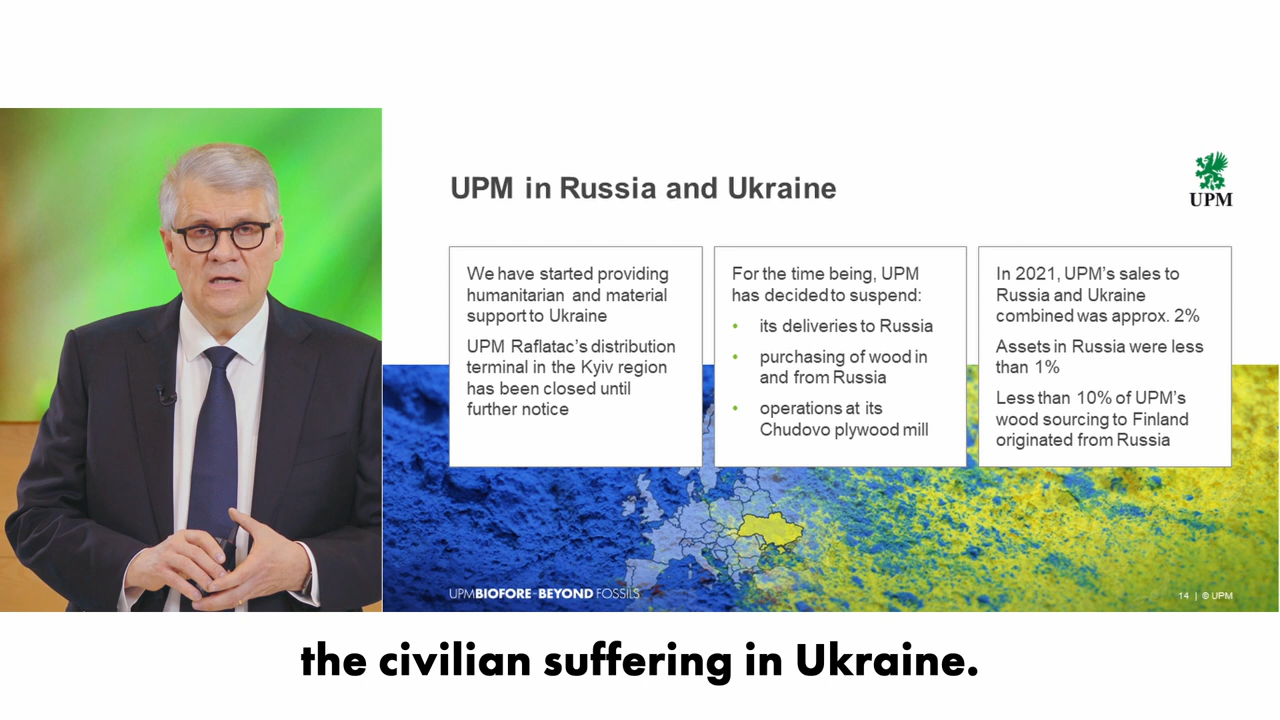 UPM in Russia and Ukraine
UPM
We have started providing
humanitarian and material
support to Ukraine
UPM Raflatac's distribution
terminal in the Kyiv region
has been closed until
further notice
For the time being, UPM
has decided to suspend:
• its deliveries to Russia
• purchasing of wood in
and from Russia
• operations at its
Chudovo plywood mill
In 2021, UPM's sales to
Russia and Ukraine
combined was approx. 2%
Assets in Russia were less
than 1%
Less than 10% of UPM's
wood sourcing to Finland
originated from Russia
UPM BIOFORE-BEYOND FOSSILS
14 | © UPM
the civilian suffering in Ukraine.